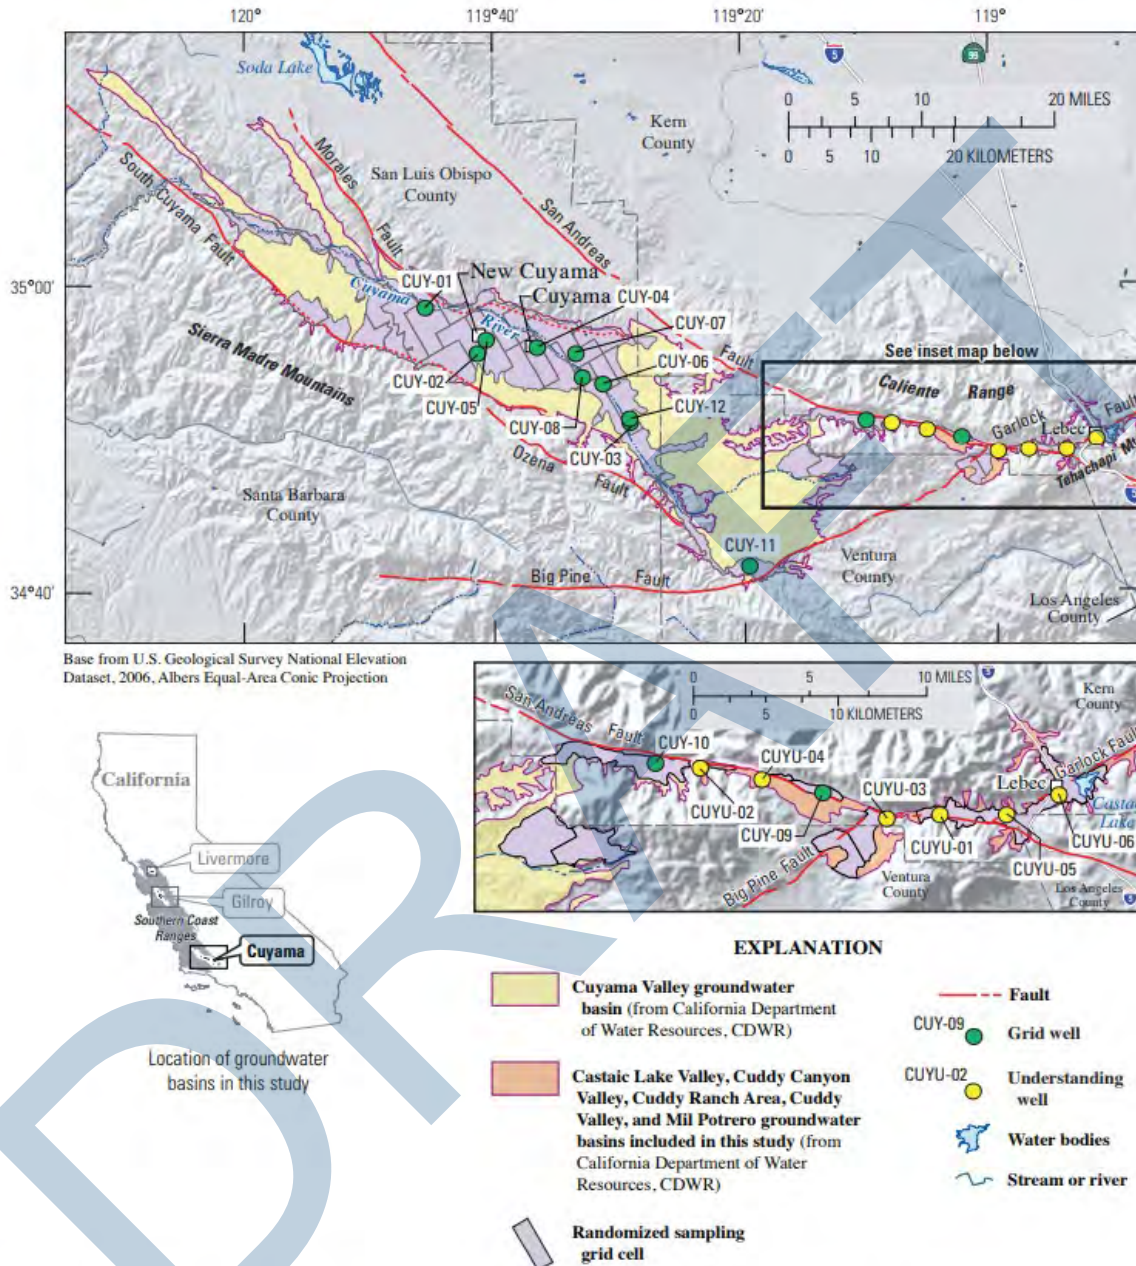 120°
119°40'
119°20'
119°
35°00'
34°40'
Soda Lake
5
99
0 5 10 20 MILES
0 5 10 20 KILOMETERS
Kern
County
San Luis Obispo
County
Morales
Fault
South Cuyama Fault
San Andreas
Fault
New Cuyama
Cuyama
Cuyama
River
CUY-01
CUY-04
CUY-07
CUY-06
CUY-12
CUY-02
CUY-05
CUY-08
CUY-03
CUY-11
Sierra Madre Mountains
Ozena
Fault
Santa Barbara
County
Big Pine Fault
See inset map below
Caliente Range
Garlock
Fault
Lebec
Tehachapi M
5
Ventura
County
Los Angeles
County
Base from U.S. Geological Survey National Elevation
Dataset, 2006, Albers Equal-Area Conic Projection
0 5 10 MILES
0 5 10 KILOMETERS
5
Kern
County
San Andreas Fault
CUY-10
CUYU-04
CUYU-03
CUYU-02
CUY-09
CUYU-01
CUYU-05
CUYU-06
Lebec
Garlock Fault
Casta
Lake
Big Pine Fault
Ventura
County
Los Angeles
County
5
California
Livermore
Gilroy
Southern Coast
Ranges
Cuyama
Location of groundwater
basins in this study
EXPLANATION
Cuyama Valley groundwater
basin (from California Department
of Water Resources, CDWR)
Castaic Lake Valley, Cuddy Canyon
Valley, Cuddy Ranch Area, Cuddy
Valley, and Mil Potrero groundwater
basins included in this study (from
California Department of Water
Resources, CDWR)
Randomized sampling
grid cell
Fault
CUY-09
Grid well
CUYU-02
Understanding
well
Water bodies
Stream or river
DRAFT